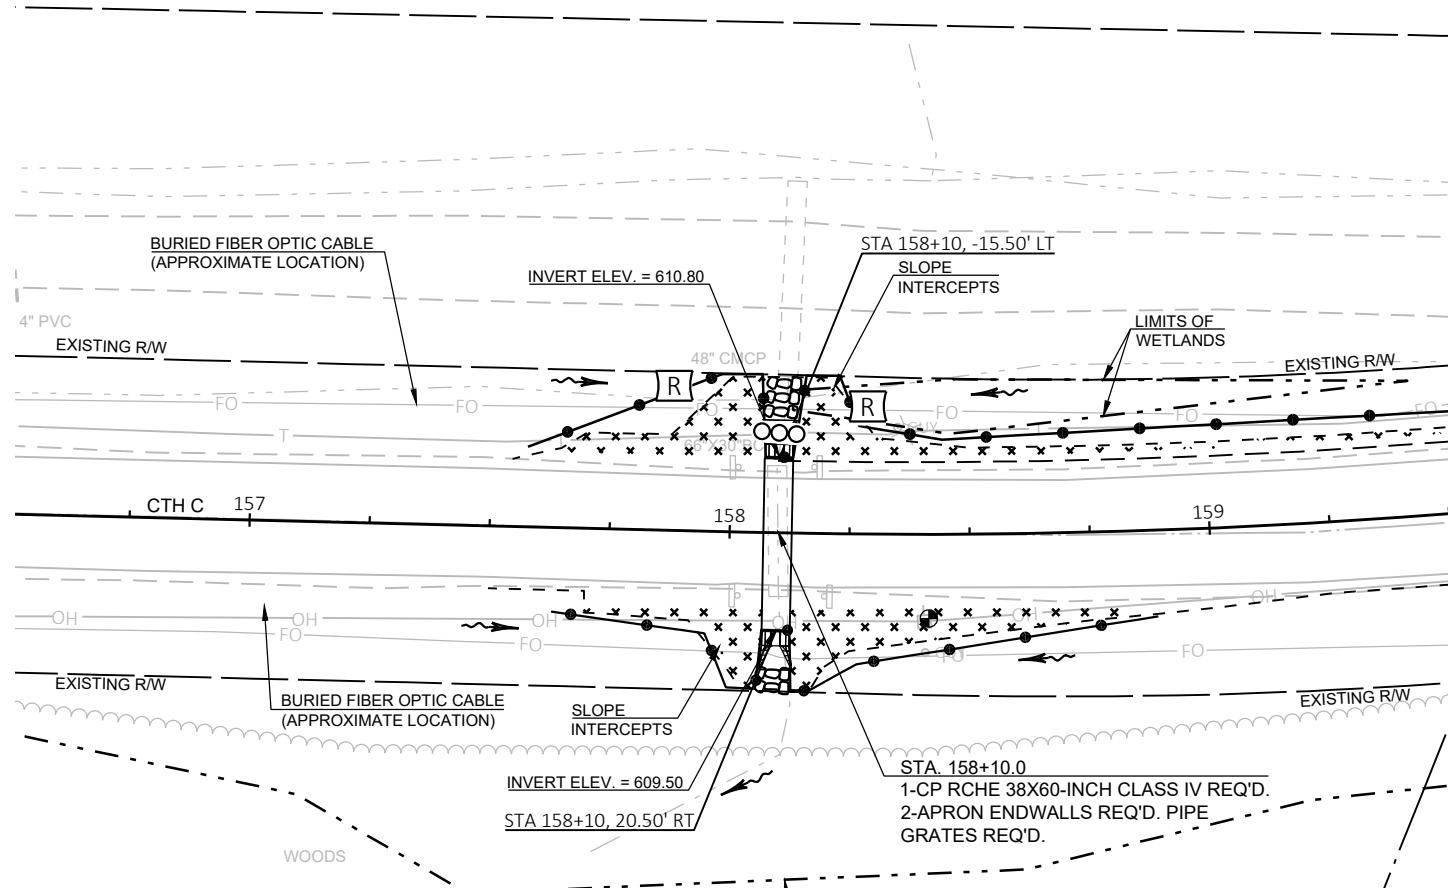 BURIED FIBER OPTIC CABLE
(APPROXIMATE LOCATION)
STA 158+10, -15.50' LT
INVERT ELEV. = 610.80
SLOPE
INTERCEPTS
4" PVC
EXISTING R/W
48" CMCP
LIMITS OF
WETLANDS
EXISTING R/W
R
R
FO
FO
FO
FO
FO
FO
T
GUY
CTH C
157
158
159
OH
OH
OH
OH
OH
OH
FO
FO
FO
FO
EXISTING R/W
BURIED FIBER OPTIC CABLE
(APPROXIMATE LOCATION)
EXISTING R/W
SLOPE
INTERCEPTS
INVERT ELEV. = 609.50
STA 158+10, 20.50' RT
STA. 158+10.0
1-CP RCHE 38X60-INCH CLASS IV REQ'D.
2-APRON ENDWALLS REQ'D. PIPE
GRATES REQ'D.
WOODS